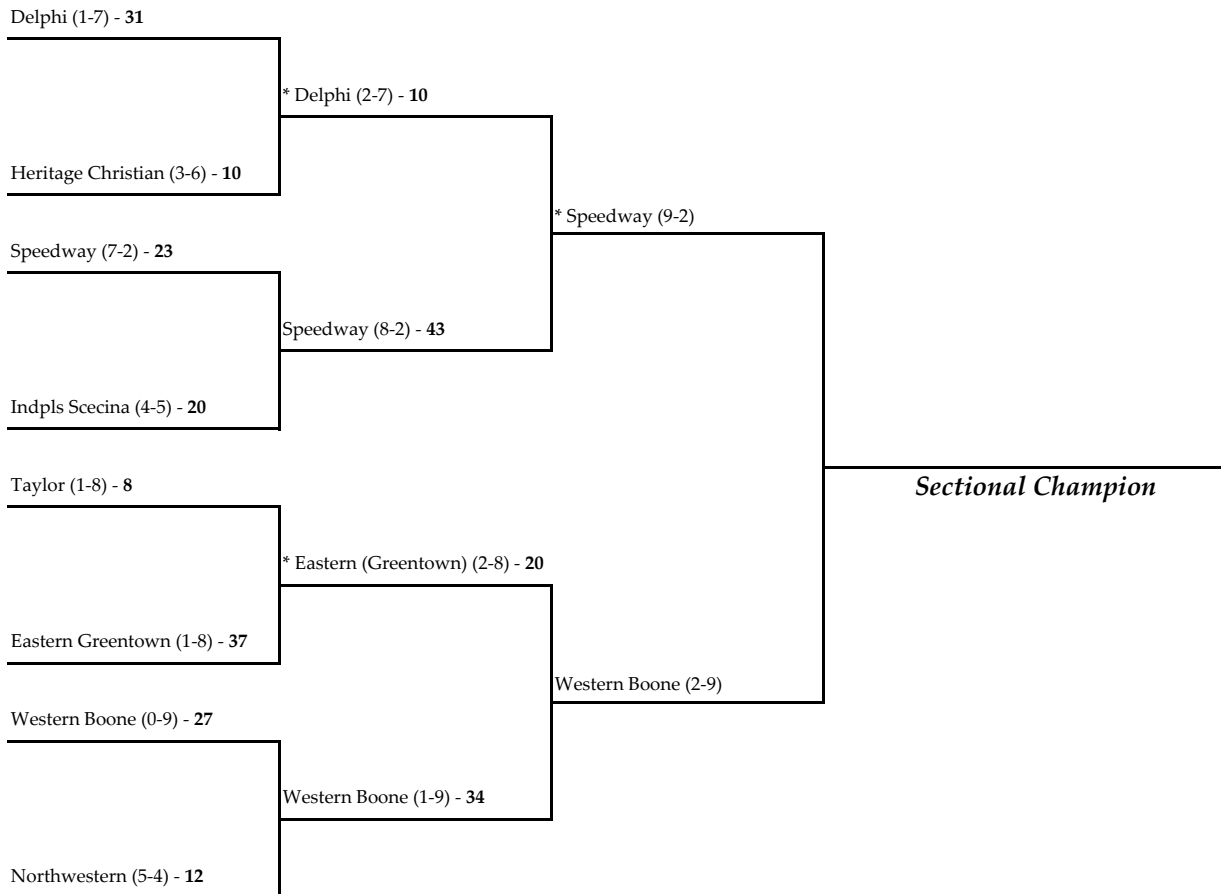 Delphi (1-7) - 31
* Delphi (2-7) - 10
Heritage Christian (3-6) - 10
* Speedway (9-2)
Speedway (7-2) - 23
Speedway (8-2) - 43
Indpls Scecina (4-5) - 20
Taylor (1-8) - 8
Sectional Champion
* Eastern (Greentown) (2-8) - 20
Eastern Greentown (1-8) - 37
Western Boone (2-9)
Western Boone (0-9) - 27
Western Boone (1-9) - 34
Northwestern (5-4) - 12